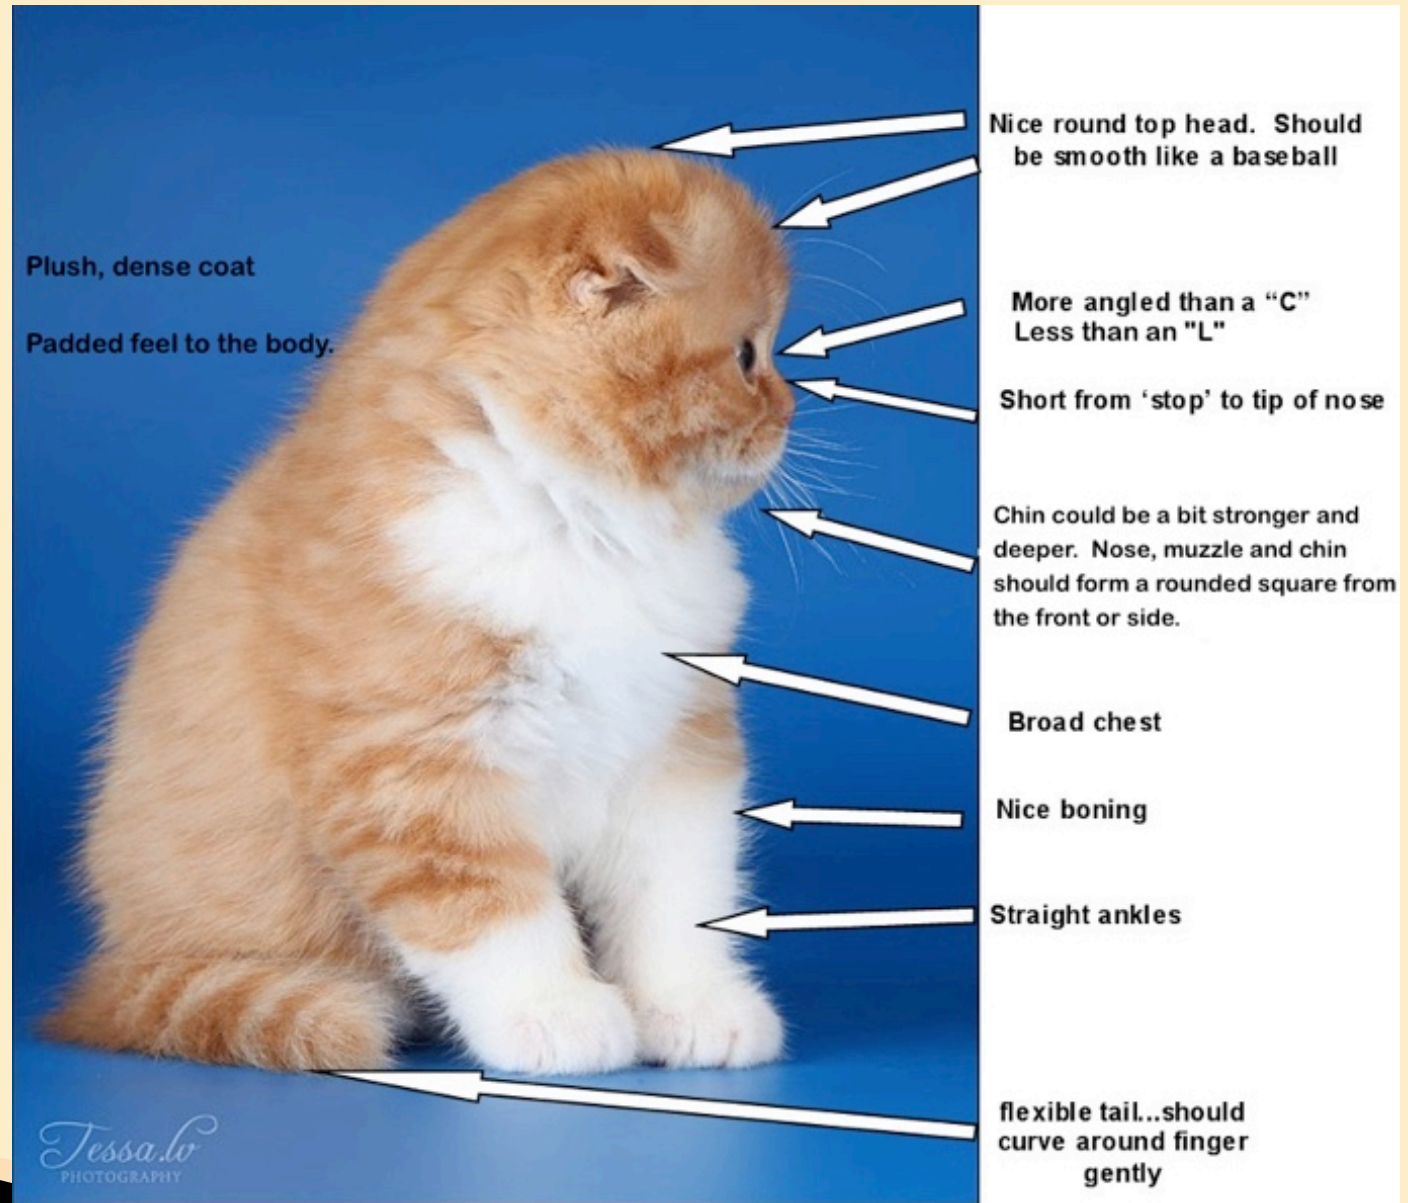 Nice round top head. Should
be smooth like a baseball
Plush, dense coat
Padded feel to the body.
More angled than a “C”
Less than an "L"
Short from ‘stop’ to tip of nose
Chin could be a bit stronger and
deeper. Nose, muzzle and chin
should form a rounded square from
the front or side.
Broad chest
Nice boning
Straight ankles
flexible tail...should
curve around finger
gently
Tessa.lv
PHOTOGRAPHY